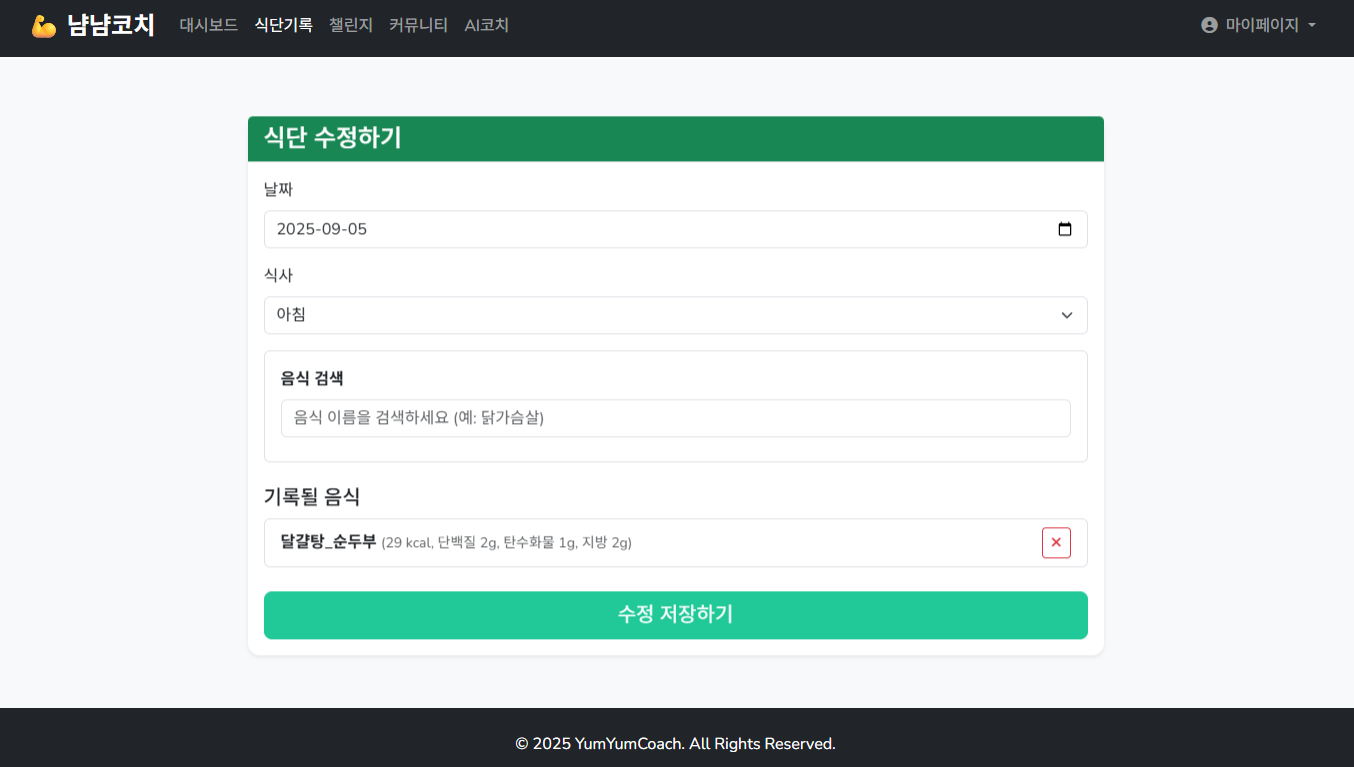 냠냠코치 대시보드 식단기록 챌린지 커뮤니티 AI코치 마이페이지
식단 수정하기
날짜
2025-09-05
식사
아침
음식 검색
음식 이름을 검색하세요 (예: 닭가슴살)
기록될 음식
달걀탕_순두부 (29 kcal, 단백질 2g, 탄수화물 1g, 지방 2g)
수정 저장하기
© 2025 YumYumCoach. All Rights Reserved.